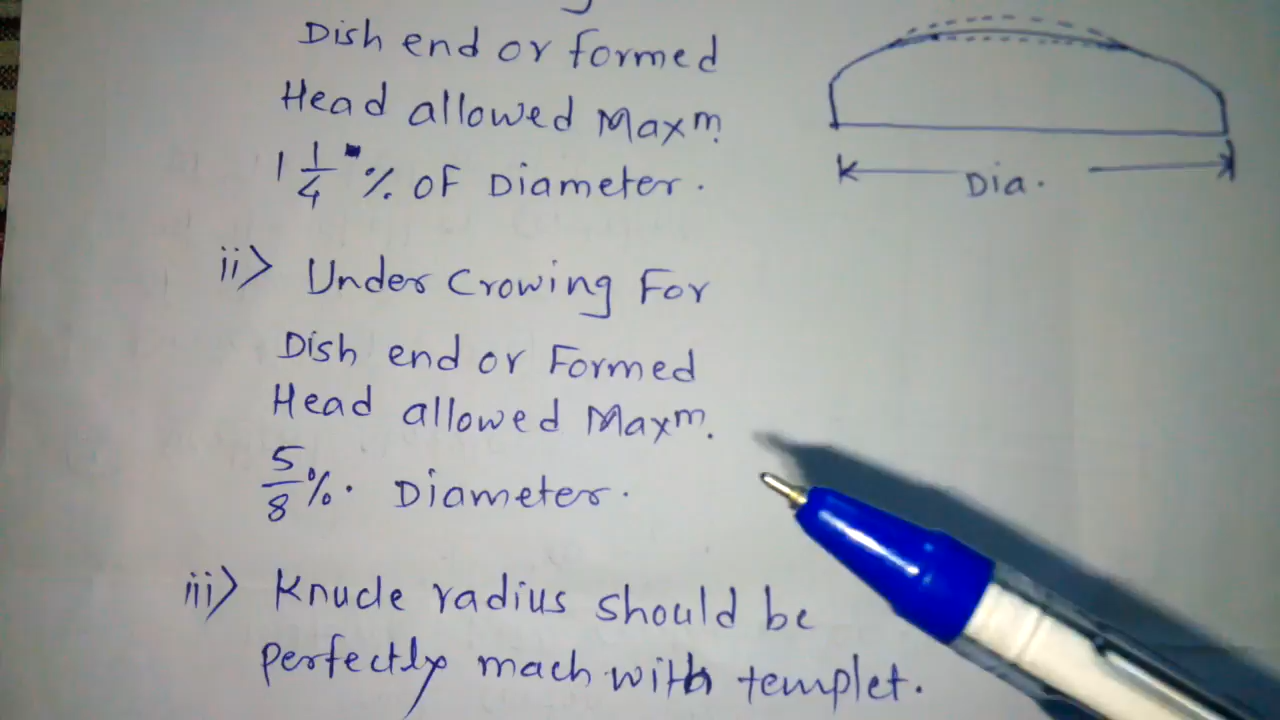 Dish end or formed
Head allowed Maxm.
1 1/4 % OF Diameter.
Dia.
ii> Under Crowing For
Dish end or Formed
Head allowed Maxm.
5/8 %. Diameter.
iii> Knucle radius should be
perfectly mach with templet.